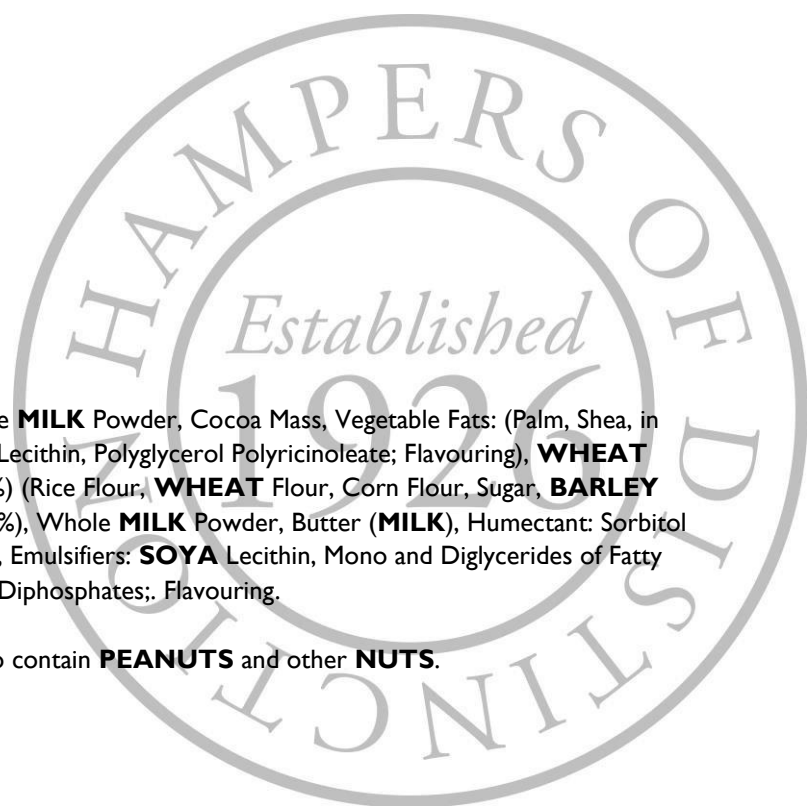 HAMPERS OF DISTINCTION
Established
1926
e MILK Powder, Cocoa Mass, Vegetable Fats: (Palm, Shea, in
Lecithin, Polyglycerol Polyricinoleate; Flavouring), WHEAT
%) (Rice Flour, WHEAT Flour, Corn Flour, Sugar, BARLEY
%), Whole MILK Powder, Butter (MILK), Humectant: Sorbitol
, Emulsifiers: SOYA Lecithin, Mono and Diglycerides of Fatty
Diphosphates;. Flavouring.
o contain PEANUTS and other NUTS.